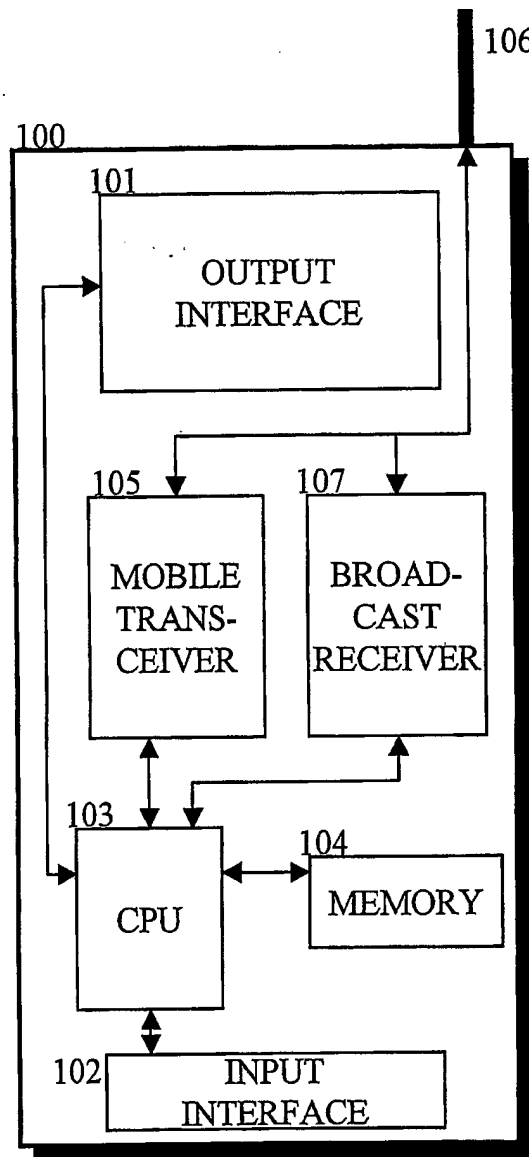 106
100
101
OUTPUT
INTERFACE
105
107
MOBILE
TRANS-
CEIVER
BROAD-
CAST
RECEIVER
103
104
CPU
MEMORY
102
INPUT
INTERFACE